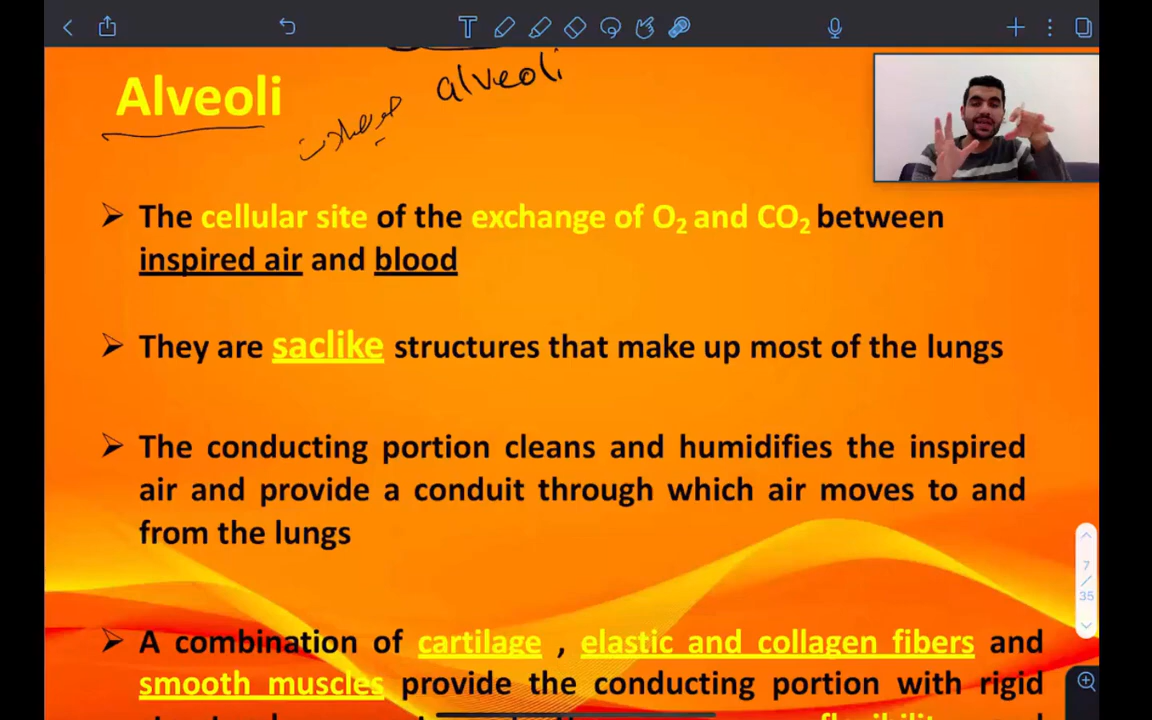 alveoli
Alveoli
➢ The cellular site of the exchange of O₂ and CO₂ between
inspired air and blood
➢ They are saclike structures that make up most of the lungs
➢ The conducting portion cleans and humidifies the inspired
air and provide a conduit through which air moves to and
from the lungs
➢ A combination of cartilage , elastic and collagen fibers and
smooth muscles provide the conducting portion with rigid
7
/
35